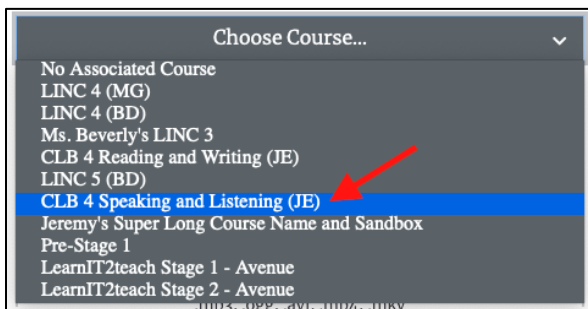 Choose Course...
No Associated Course
LINC 4 (MG)
LINC 4 (BD)
Ms. Beverly's LINC 3
CLB 4 Reading and Writing (JE)
LINC 5 (BD)
CLB 4 Speaking and Listening (JE)
Jeremy's Super Long Course Name and Sandbox
Pre-Stage 1
LearnIT2teach Stage 1 - Avenue
LearnIT2teach Stage 2 - Avenue